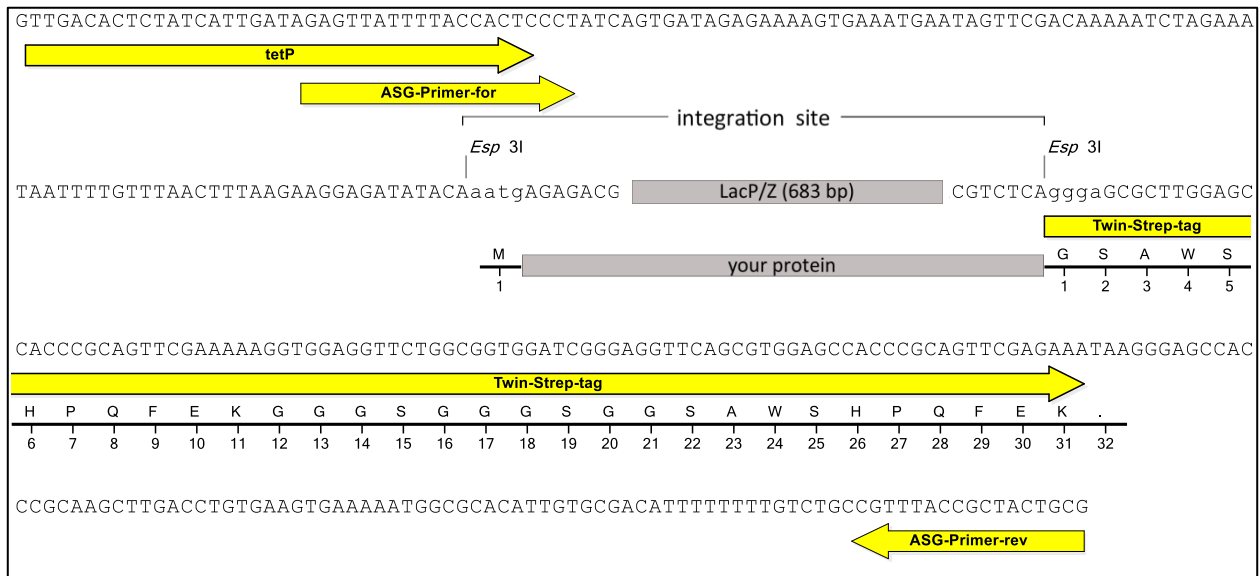 GTTGACACTCTATCATTGATAGAGTTATTTTACCACTCCCTATCAGTGATAGAGAAAAGTGAAATGAATAGTTCGACAAAAATCTAGAAA
tetP
ASG-Primer-for
integration site
Esp 3I Esp 3I
TAATTTTGTTTAACTTTAAGAAGGAGATATACAaatgAGAGACG LacP/Z (683 bp) CGTCTCAgggaGCGCTTGGAGC
Twin-Strep-tag
M your protein G S A W S
1 1 2 3 4 5
CACCCGCAGTTCGAAAAAGGTGGAGGTTCTGGCGGTGGATCGGGAGGTTCAGCGTGGAGCCACCCGCAGTTCGAGAAATAAGGGAGCCAC
Twin-Strep-tag
H P Q F E K G G G S G G G S G G S A W S H P Q F E K .
6 7 8 9 10 11 12 13 14 15 16 17 18 19 20 21 22 23 24 25 26 27 28 29 30 31 32
CCGCAAGCTTGACCTGTGAAGTGAAAAATGGCGCACATTGTGCGACATTTTTTTTGTCTGCCGTTTACCGCTACTGCG
ASG-Primer-rev